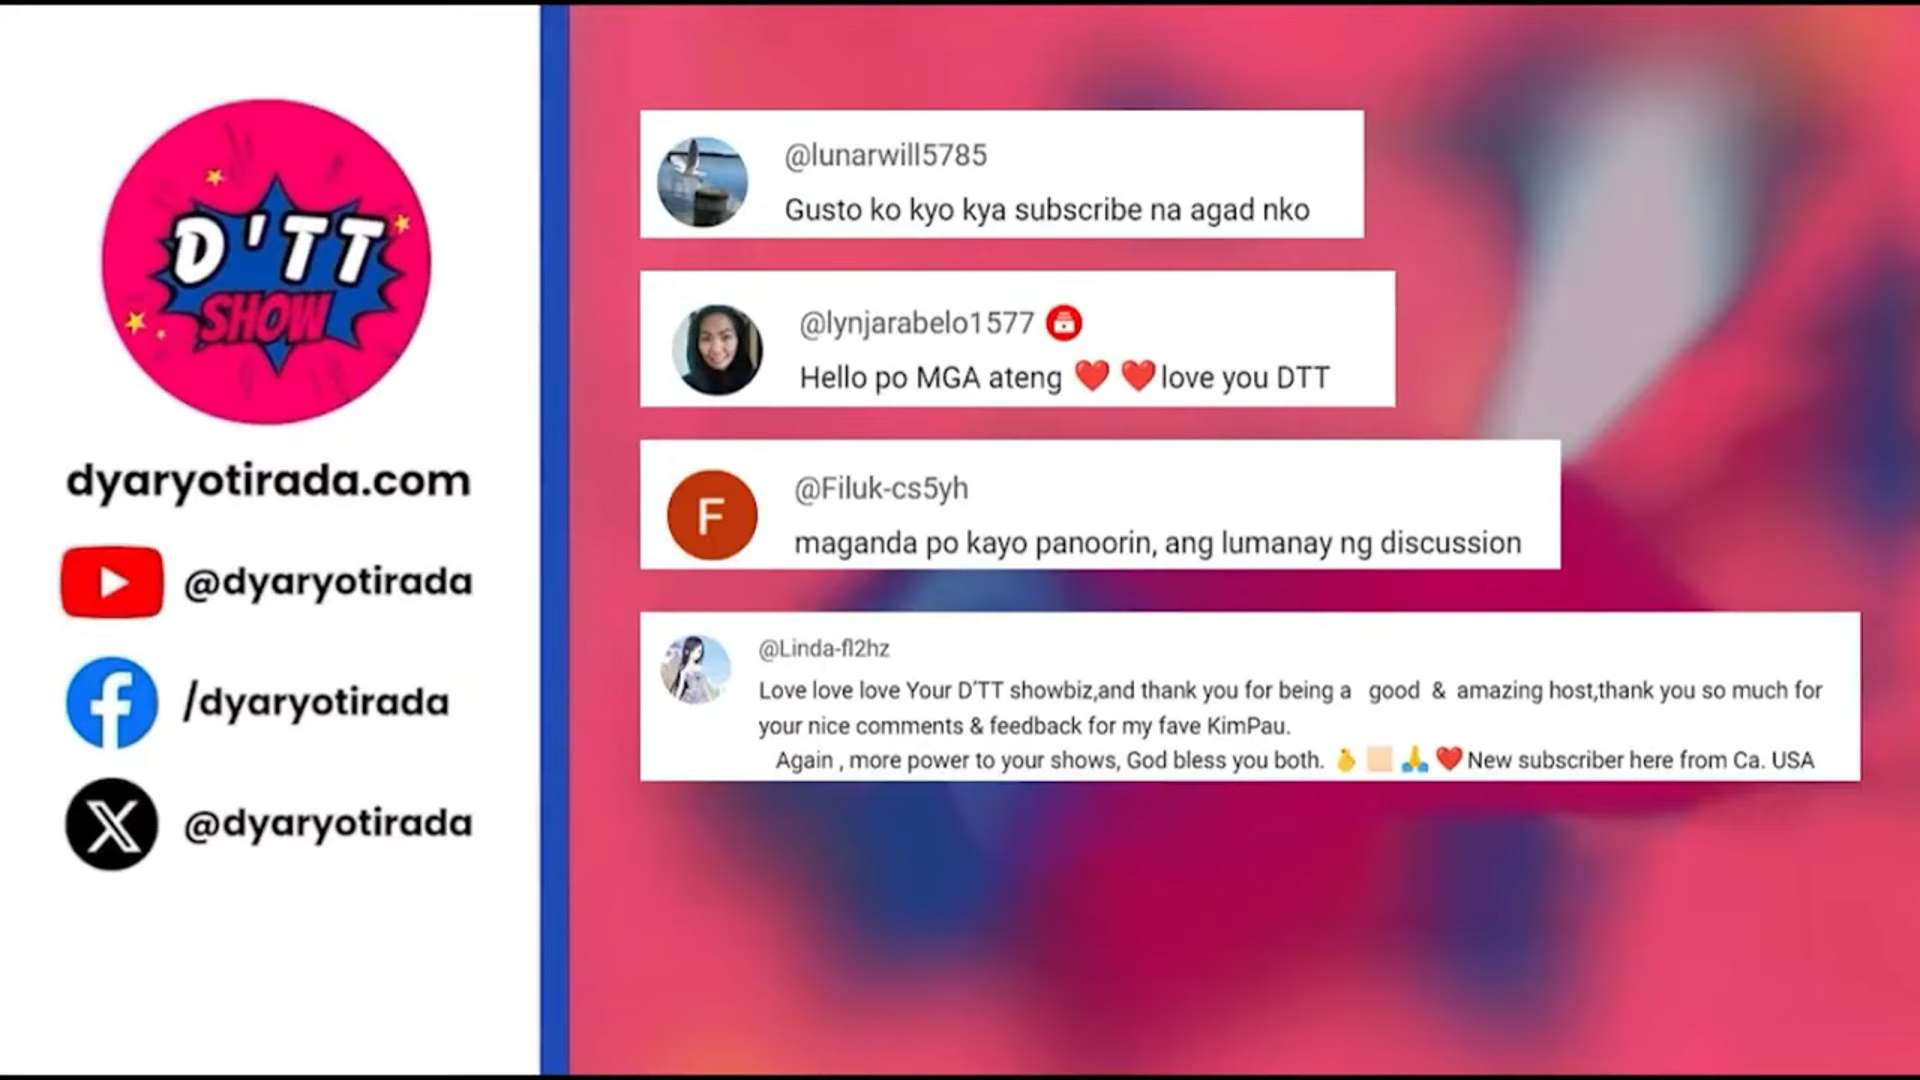 D'TT
SHOW
dyaryotirada.com
@dyaryotirada
/dyaryotirada
@dyaryotirada
@lunarwill5785
Gusto ko kyo kya subscribe na agad nko
@lynjarabelo1577
Hello po MGA ateng ❤️ ❤️love you DTT
F
@Filuk-cs5yh
maganda po kayo panoorin, ang lumanay ng discussion
@Linda-fl2hz
Love love love Your D'TT showbiz,and thank you for being a good & amazing host,thank you so much for
your nice comments & feedback for my fave KimPau.
Again , more power to your shows, God bless you both. 🫰🏻🙏❤️New subscriber here from Ca. USA